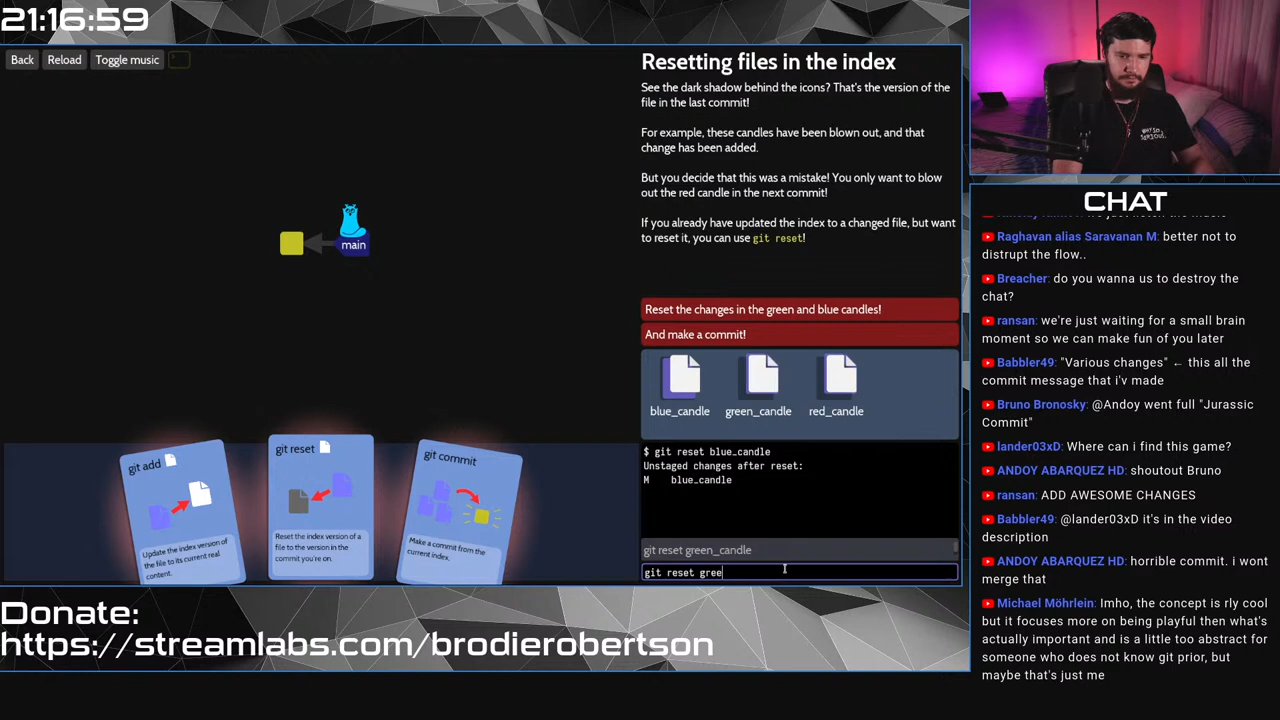 21:16:59
Back
Reload
Toggle music
main
git add
Update the index version of
the file to its current real
content.
git reset
Reset the index version of a
file to the version in the
commit you're on.
git commit
Make a commit from the
current index.
Resetting files in the index
See the dark shadow behind the icons? That's the version of the
file in the last commit!
For example, these candles have been blown out, and that
change has been added.
But you decide that this was a mistake! You only want to blow
out the red candle in the next commit!
If you already have updated the index to a changed file, but want
to reset it, you can use git reset!
Reset the changes in the green and blue candles!
And make a commit!
blue_candle
green_candle
red_candle
$ git reset blue_candle
Unstaged changes after reset:
M blue_candle
git reset green_candle
git reset gree
WHY SO
SERIOUS?
CHAT
Raghavan alias Saravanan M: better not to
distrupt the flow..
Breacher: do you wanna us to destroy the
chat?
ransan: we're just waiting for a small brain
moment so we can make fun of you later
Babbler49: "Various changes" ← this all the
commit message that i'v made
Bruno Bronosky: @Andoy went full "Jurassic
Commit"
lander03xD: Where can i find this game?
ANDOY ABARQUEZ HD: shoutout Bruno
ransan: ADD AWESOME CHANGES
Babbler49: @lander03xD it's in the video
description
ANDOY ABARQUEZ HD: horrible commit. i wont
merge that
Michael Möhrlein: Imho, the concept is rly cool
but it focuses more on being playful then what's
actually important and is a little too abstract for
someone who does not know git prior, but
maybe that's just me
Donate:
https://streamlabs.com/brodierobertson